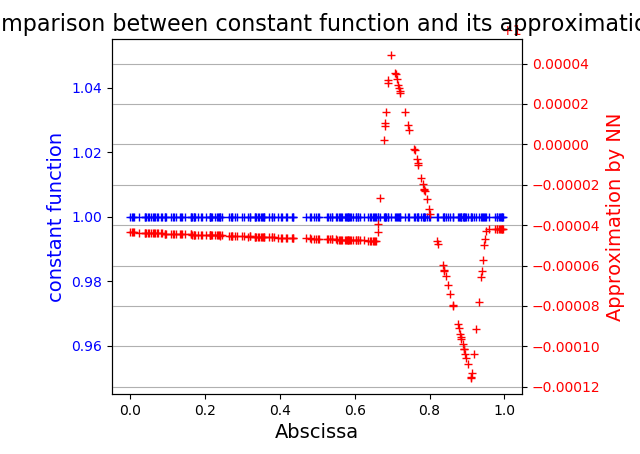 mparison between constant function and its approximatio
1.04
1.02
1.00
0.98
0.96
constant function
0.00004
0.00002
0.00000
−0.00002
−0.00004
−0.00006
−0.00008
−0.00010
−0.00012
Approximation by NN
0.0 0.2 0.4 0.6 0.8 1.0
Abscissa